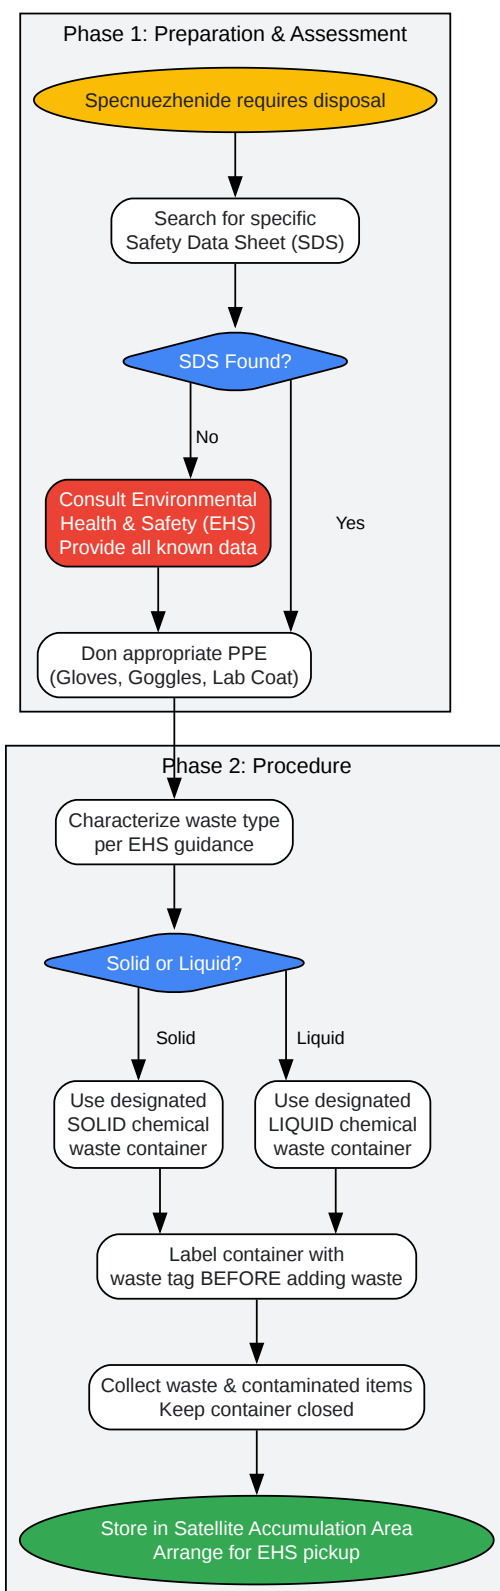 Phase 1: Preparation & Assessment
Specnuezhenide requires disposal
Search for specific
Safety Data Sheet (SDS)
SDS Found?
No
Consult Environmental
Health & Safety (EHS)
Provide all known data
Yes
Don appropriate PPE
(Gloves, Goggles, Lab Coat)
Phase 2: Procedure
Characterize waste type
per EHS guidance
Solid or Liquid?
Solid
Liquid
Use designated
SOLID chemical
waste container
Use designated
LIQUID chemical
waste container
Label container with
waste tag BEFORE adding waste
Collect waste & contaminated items
Keep container closed
Store in Satellite Accumulation Area
Arrange for EHS pickup